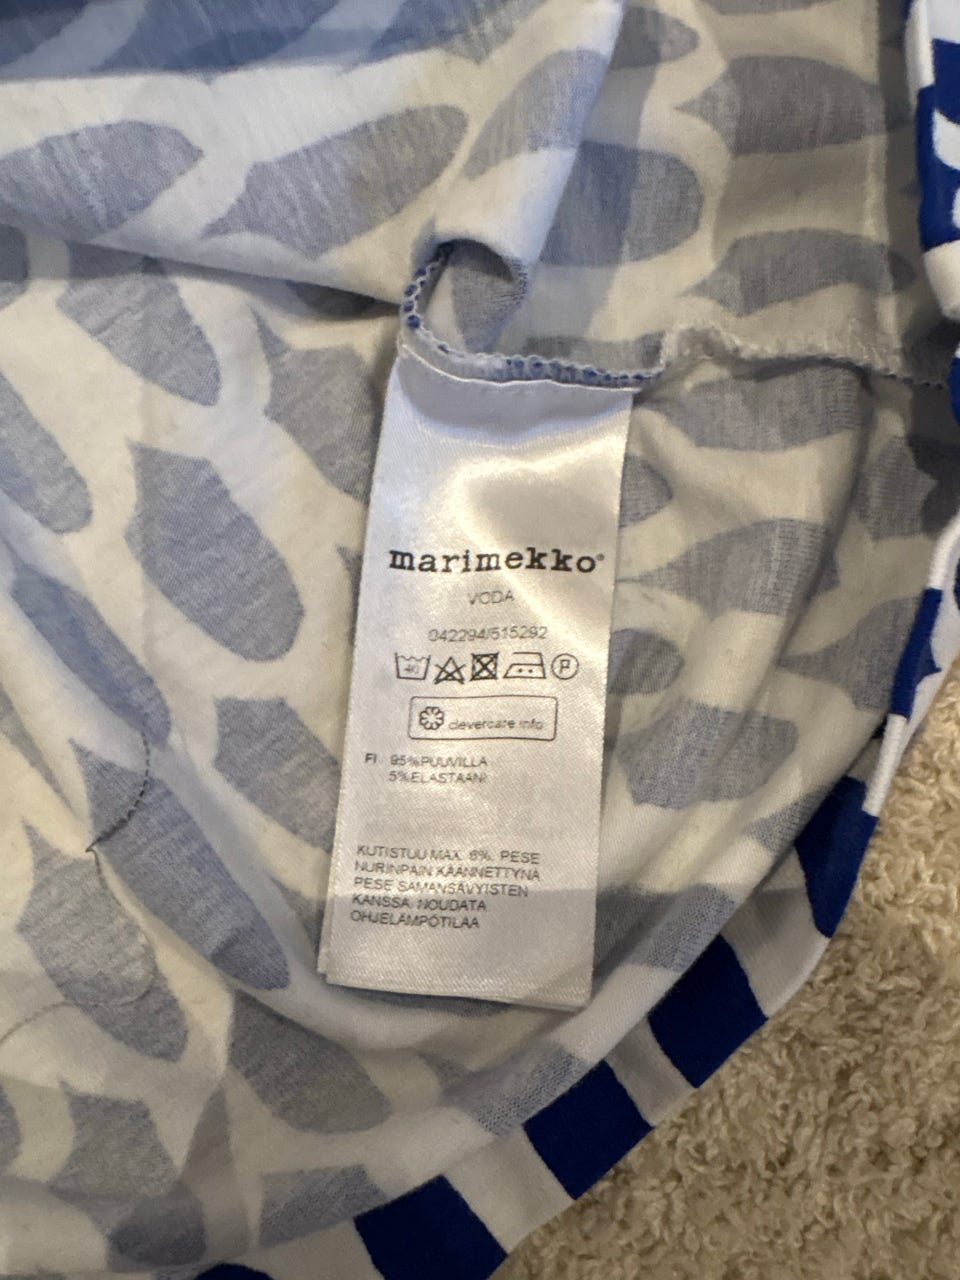 marimekko®
VODA
042294/515292
40 P
clevercare.info
FI 95%PUUVILLA
5%ELASTAANI
KUTISTUU MAX. 6%. PESE
NURINPÄIN KÄÄNNETTYNÄ
PESE SAMANSÄVYISTEN
KANSSA. NOUDATA
OHJELÄMPÖTILAA